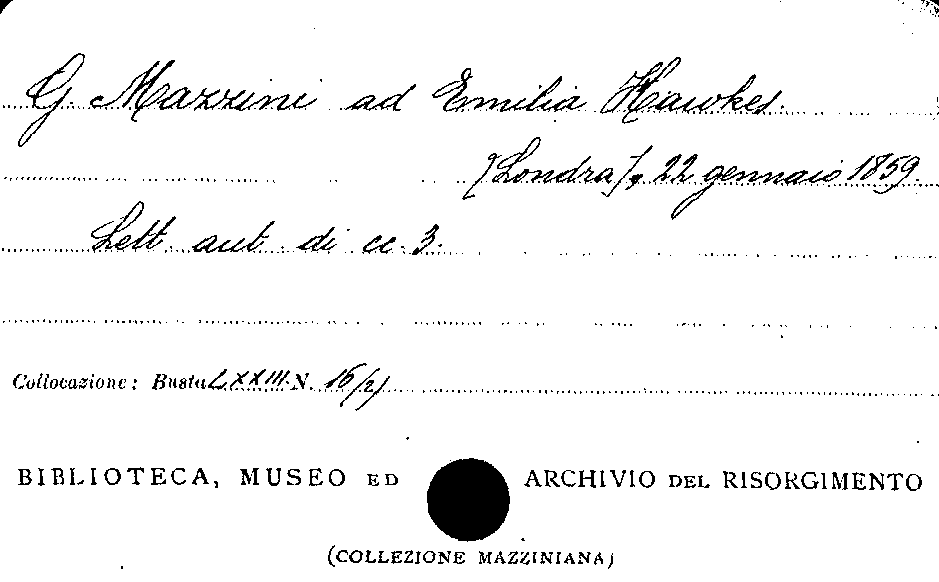 G. Mazzini ad Emilia Hawkes.
[Londra], 22 gennaio 1859.
Lett. aut. di cc. 3.
Collocazione: Busta LXXIII N. 16/2)
BIBLIOTECA, MUSEO ED ARCHIVIO DEL RISORGIMENTO
(COLLEZIONE MAZZINIANA)